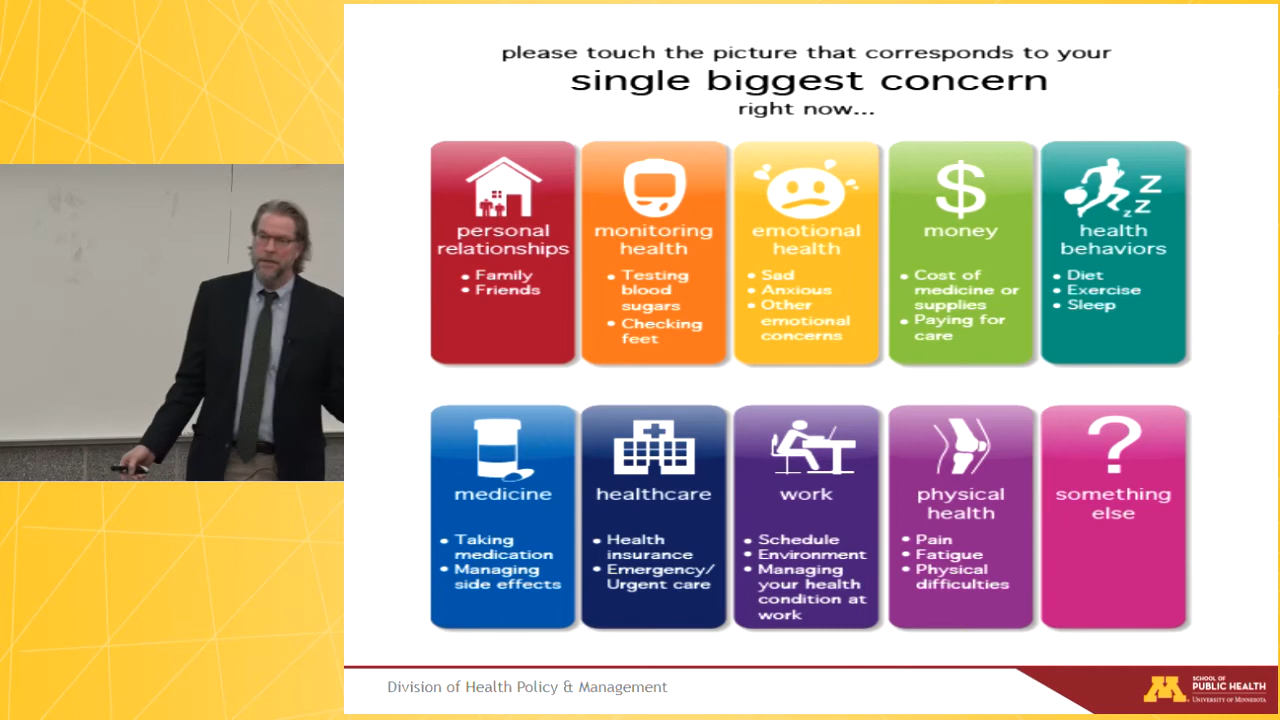 please touch the picture that corresponds to your
single biggest concern
right now...
personal
relationships
• Family
• Friends
monitoring
health
• Testing
blood
sugars
• Checking
feet
emotional
health
• Sad
• Anxious
• Other
emotional
concerns
$
money
• Cost of
medicine or
supplies
• Paying for
care
Z
Z
z
health
behaviors
• Diet
• Exercise
• Sleep
medicine
• Taking
medication
• Managing
side effects
healthcare
• Health
insurance
• Emergency/
Urgent care
work
• Schedule
• Environment
• Managing
your health
condition at
work
physical
health
• Pain
• Fatigue
• Physical
difficulties
?
something
else
Division of Health Policy & Management
M
SCHOOL OF
PUBLIC HEALTH
UNIVERSITY OF MINNESOTA